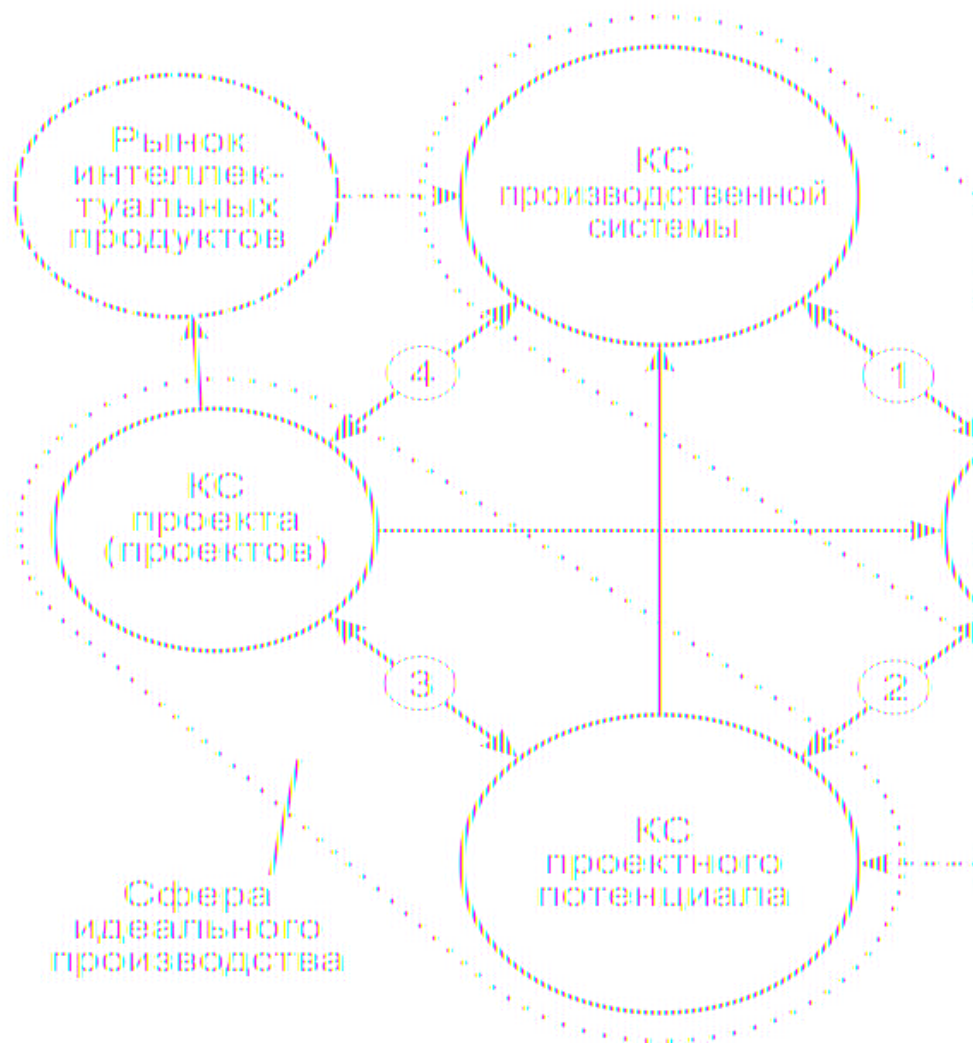 Рынок
интеллек-
туальных
продуктов
КС
производственной
системы
4
1
КС
проекта
(проектов)
3
2
КС
проектного
потенциала
Сфера
идеального
производства